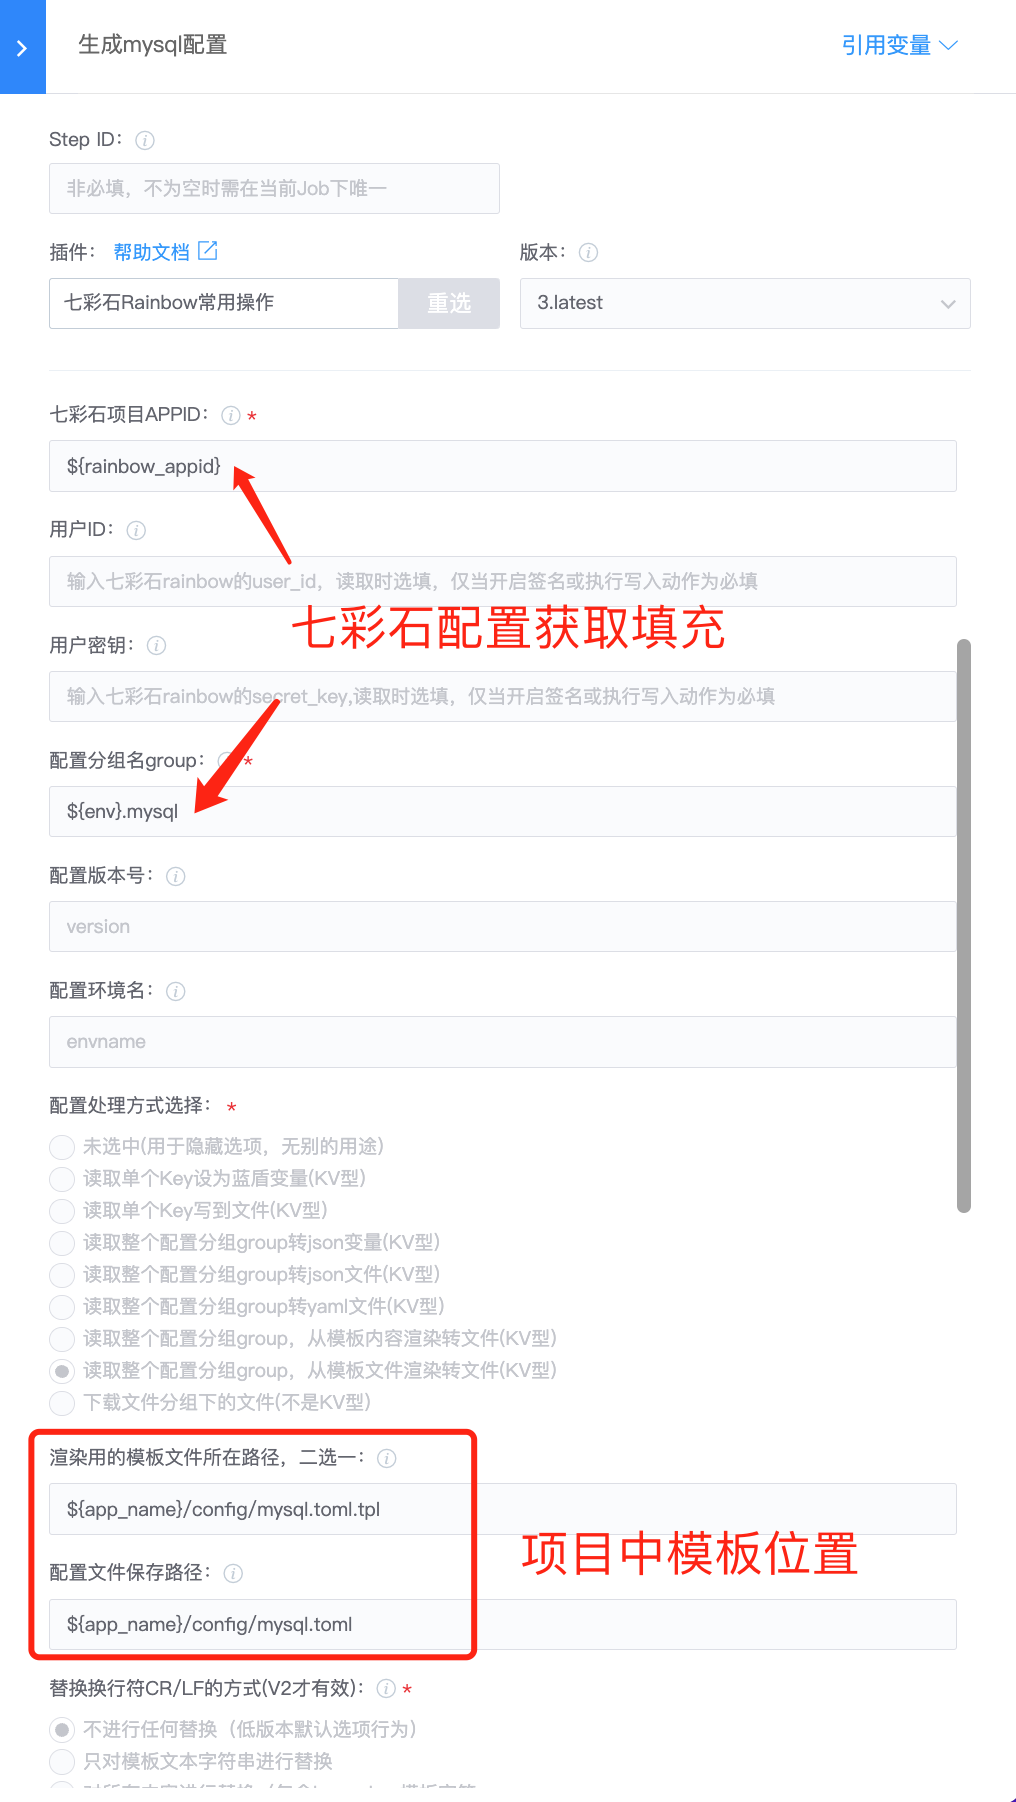 生成mysql配置
引用变量
Step ID：
非必填，不为空时需在当前Job下唯一
插件： 帮助文档
版本：
七彩石Rainbow常用操作
重选
3.latest
七彩石项目APPID： *
${rainbow_appid}
用户ID：
输入七彩石rainbow的user_id，读取时选填，仅当开启签名或执行写入动作为必填
七彩石配置获取填充
用户密钥：
输入七彩石rainbow的secret_key,读取时选填，仅当开启签名或执行写入动作为必填
配置分组名group： *
${env}.mysql
配置版本号：
version
配置环境名：
envname
配置处理方式选择： *
未选中(用于隐藏选项，无别的用途)
读取单个Key设为蓝盾变量(KV型)
读取单个Key写到文件(KV型)
读取整个配置分组group转json变量(KV型)
读取整个配置分组group转json文件(KV型)
读取整个配置分组group转yaml文件(KV型)
读取整个配置分组group，从模板内容渲染转文件(KV型)
读取整个配置分组group，从模板文件渲染转文件(KV型)
下载文件分组下的文件(不是KV型)
渲染用的模板文件所在路径，二选一：
${app_name}/config/mysql.toml.tpl
项目中模板位置
配置文件保存路径：
${app_name}/config/mysql.toml
替换换行符CR/LF的方式(V2才有效)： *
不进行任何替换（低版本默认选项行为）
只对模板文本字符串进行替换